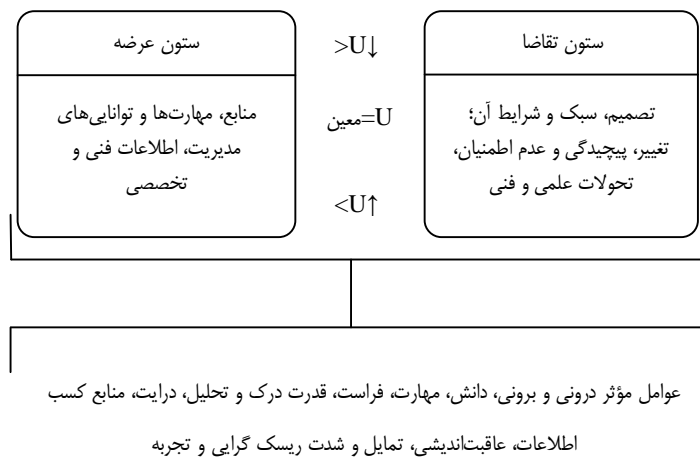 ستون تقاضا
تصمیم، سبک و شرایط آن؛
تغییر، پیچیدگی و عدم اطمنیان،
تحولات علمی و فنی
>U↓
U=معین
<U↑
ستون عرضه
منابع، مهارت‌ها و توانایی‌های
مدیریت، اطلاعات فنی و
تخصصی
عوامل مؤثر درونی و برونی، دانش، مهارت، فراست، قدرت درک و تحلیل، درایت، منابع کسب
اطلاعات، عاقبت‌اندیشی، تمایل و شدت ریسک گرایی و تجربه